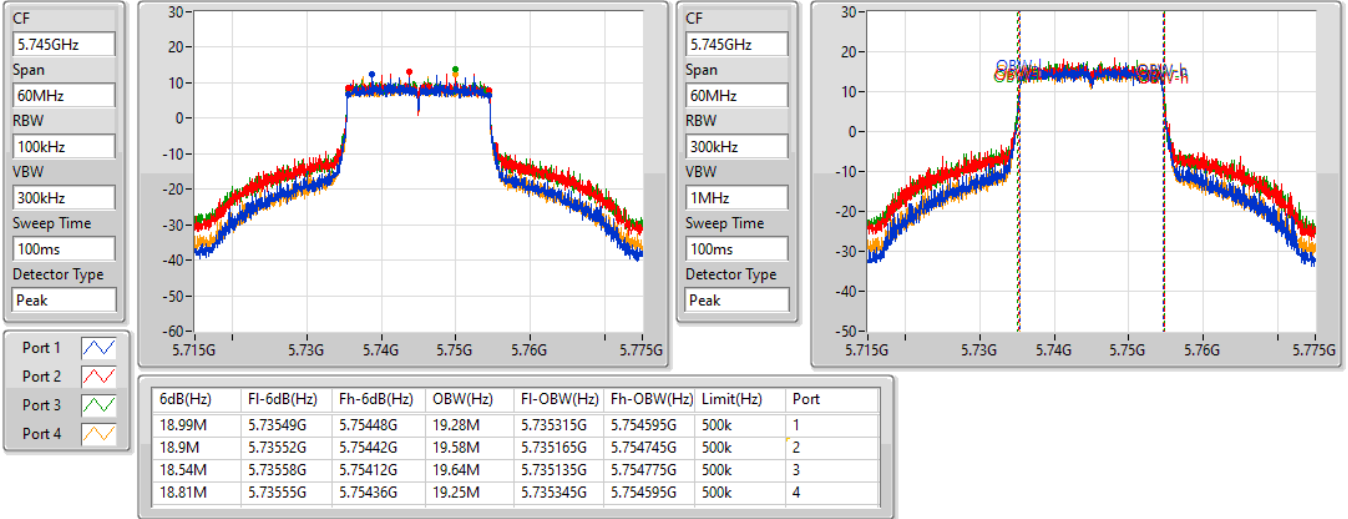 CF
5.745GHz
Span
60MHz
RBW
100kHz
VBW
300kHz
Sweep Time
100ms
Detector Type
Peak
30
20
10
0
-10
-20
-30
-40
-50
-60
5.715G 5.73G 5.74G 5.75G 5.76G 5.775G
CF
5.745GHz
Span
60MHz
RBW
300kHz
VBW
1MHz
Sweep Time
100ms
Detector Type
Peak
30
20
10
0
-10
-20
-30
-40
-50
5.715G 5.73G 5.74G 5.75G 5.76G 5.775G
Port 1
Port 2
Port 3
Port 4
6dB(Hz) Fl-6dB(Hz) Fh-6dB(Hz) OBW(Hz) Fl-OBW(Hz) Fh-OBW(Hz) Limit(Hz) Port
18.99M 5.73549G 5.75448G 19.28M 5.735315G 5.754595G 500k 1
18.9M 5.73552G 5.75442G 19.58M 5.735165G 5.754745G 500k 2
18.54M 5.73558G 5.75412G 19.64M 5.735135G 5.754775G 500k 3
18.81M 5.73555G 5.75436G 19.25M 5.735345G 5.754595G 500k 4